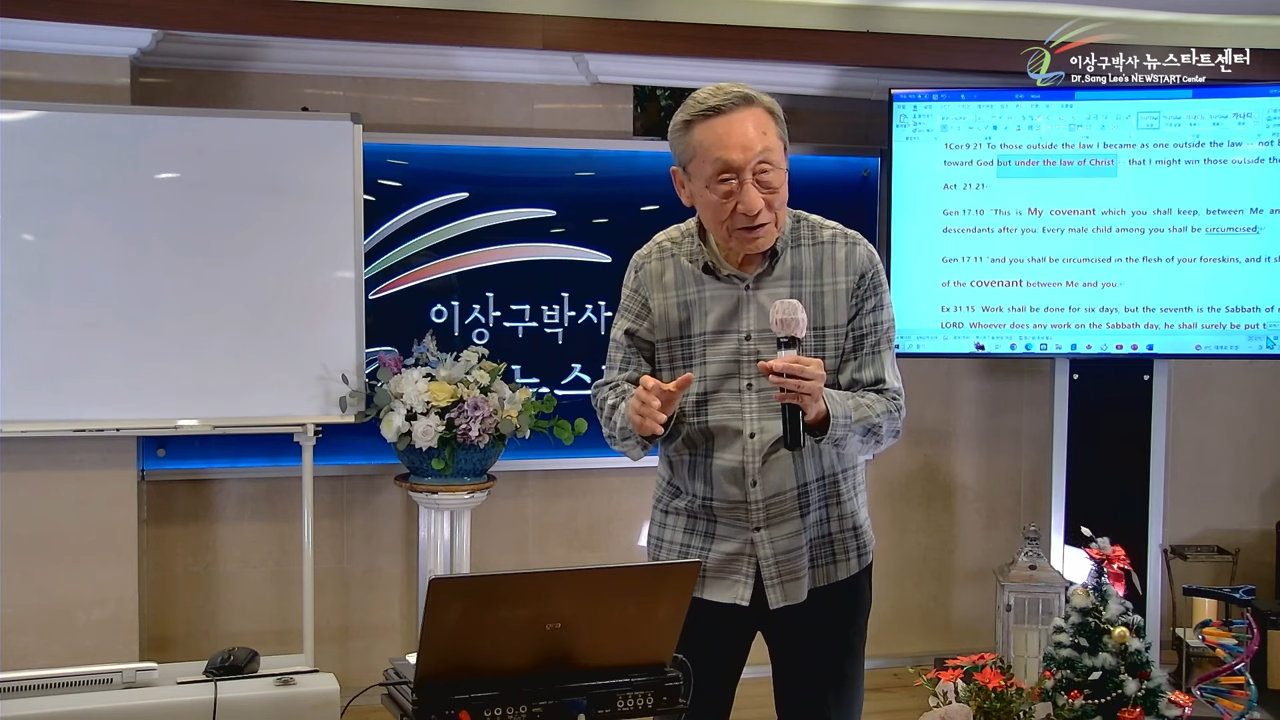 이상구박사 뉴스타트센터
Dr. Sang Lee's NEWSTART Center
1Cor 9 21 To those outside the law I became as one outside the law -- not
toward God but under the law of Christ -- that I might win those outside the
Act. 21.21
Gen 17.10 "This is My covenant which you shall keep, between Me and
descendants after you: Every male child among you shall be circumcised,
Gen 17 11 "and you shall be circumcised in the flesh of your foreskins, and it
of the covenant between Me and you.
Ex 31 15 Work shall be done for six days, but the seventh is the Sabbath of
LORD. Whoever does any work on the Sabbath day, he shall surely be put
이상구박사
뉴스
gram